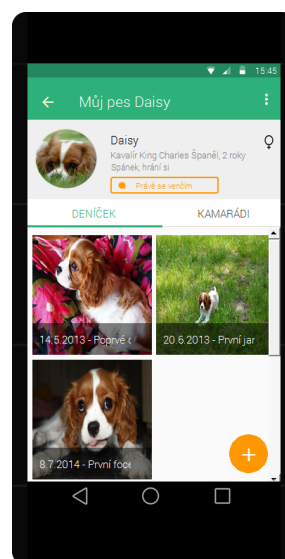 15:45
Můj pes Daisy
Daisy
Kavalír King Charles Španěl, 2 roky
Spánek, hraní si
Právě se venčím
DENÍČEK
KAMARÁDI
14.5.2013 - Poprvé
20.6.2013 - První jar
8.7.2014 - První foce